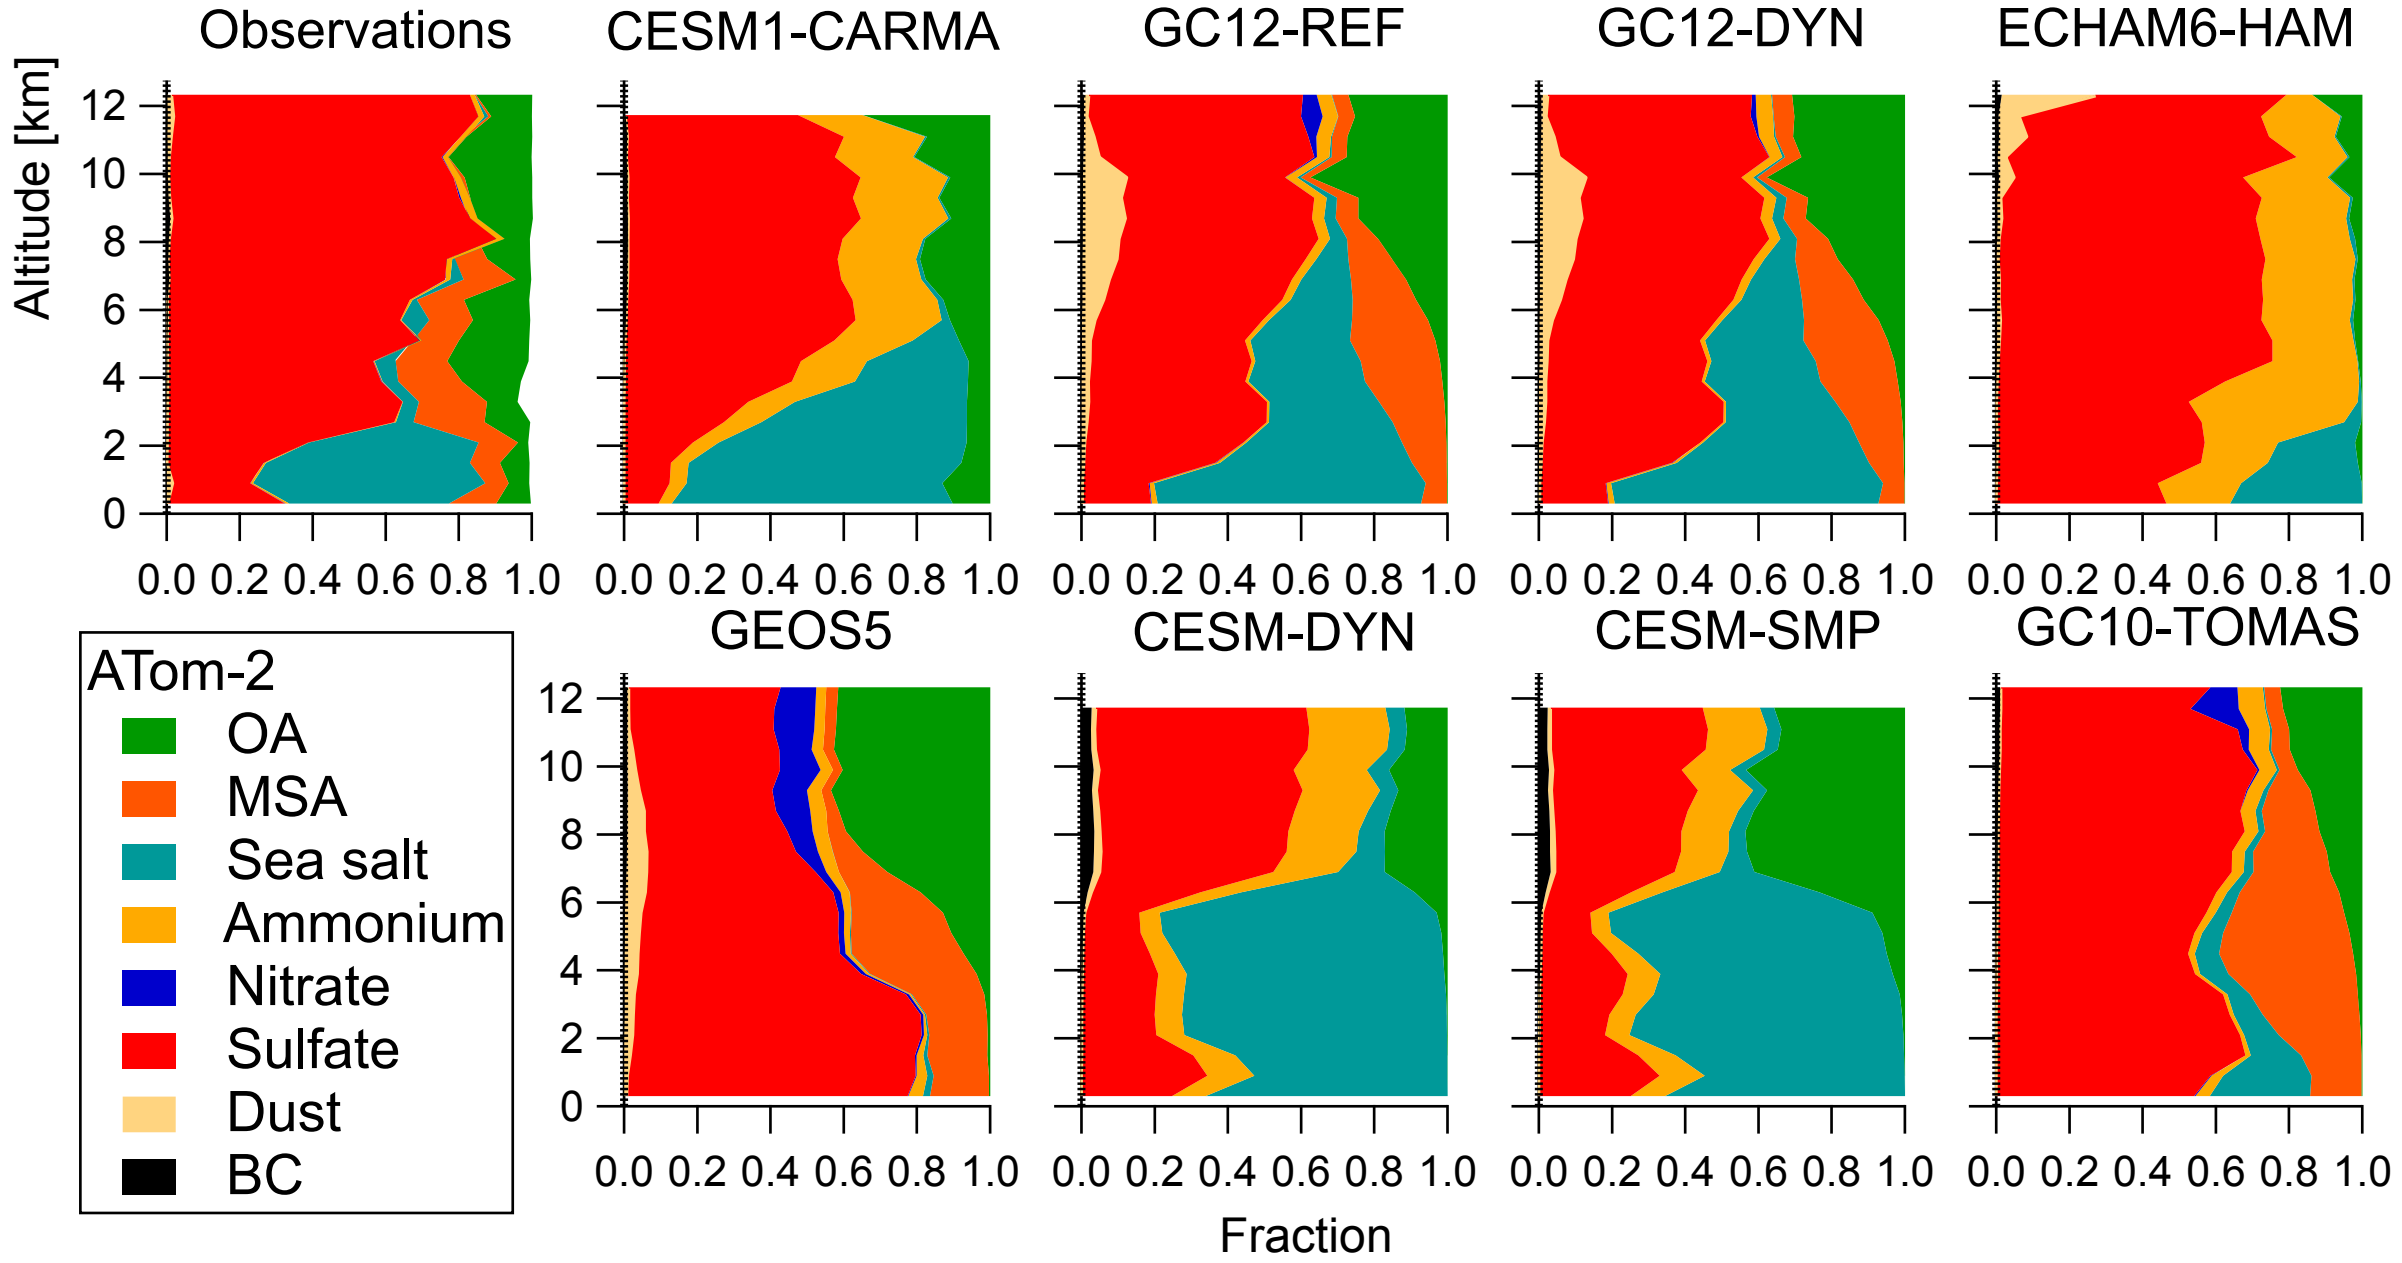 Observations CESM1-CARMA GC12-REF GC12-DYN ECHAM6-HAM
Altitude [km]
12
10
8
6
4
2
0
0.0 0.2 0.4 0.6 0.8 1.0 0.0 0.2 0.4 0.6 0.8 1.0 0.0 0.2 0.4 0.6 0.8 1.0 0.0 0.2 0.4 0.6 0.8 1.0 0.0 0.2 0.4 0.6 0.8 1.0
GEOS5 CESM-DYN CESM-SMP GC10-TOMAS
ATom-2
OA
MSA
Sea salt
Ammonium
Nitrate
Sulfate
Dust
BC
12
10
8
6
4
2
0
0.0 0.2 0.4 0.6 0.8 1.0 0.0 0.2 0.4 0.6 0.8 1.0 0.0 0.2 0.4 0.6 0.8 1.0 0.0 0.2 0.4 0.6 0.8 1.0
Fraction